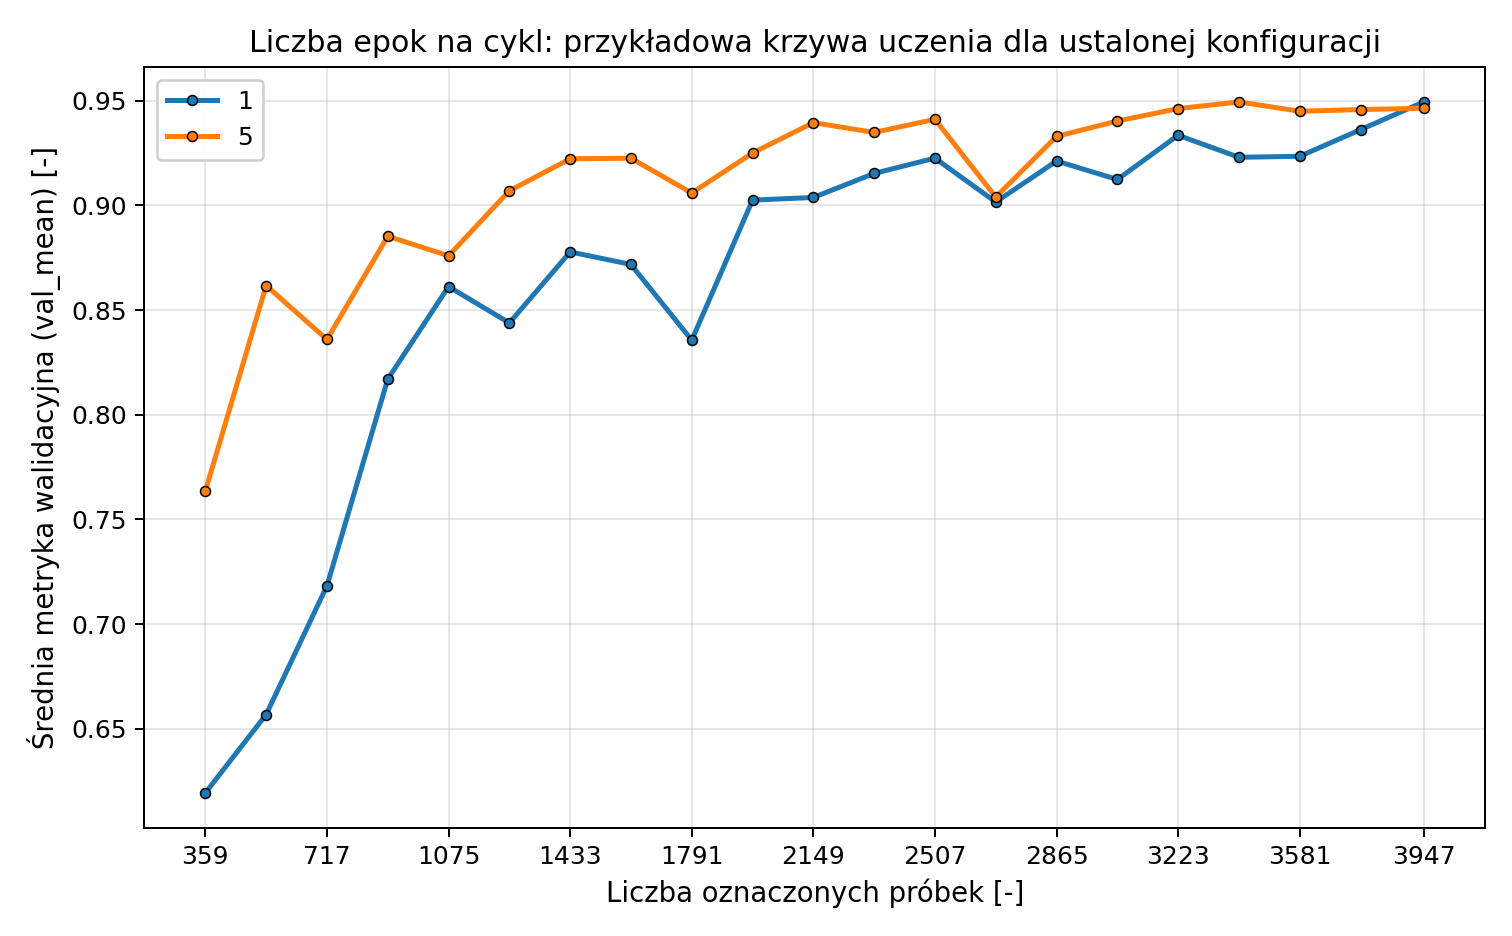 Liczba epok na cykl: przykładowa krzywa uczenia dla ustalonej konfiguracji
1
5
Średnia metryka walidacyjna (val_mean) [-]
0.95
0.90
0.85
0.80
0.75
0.70
0.65
359 717 1075 1433 1791 2149 2507 2865 3223 3581 3947
Liczba oznaczonych próbek [-]